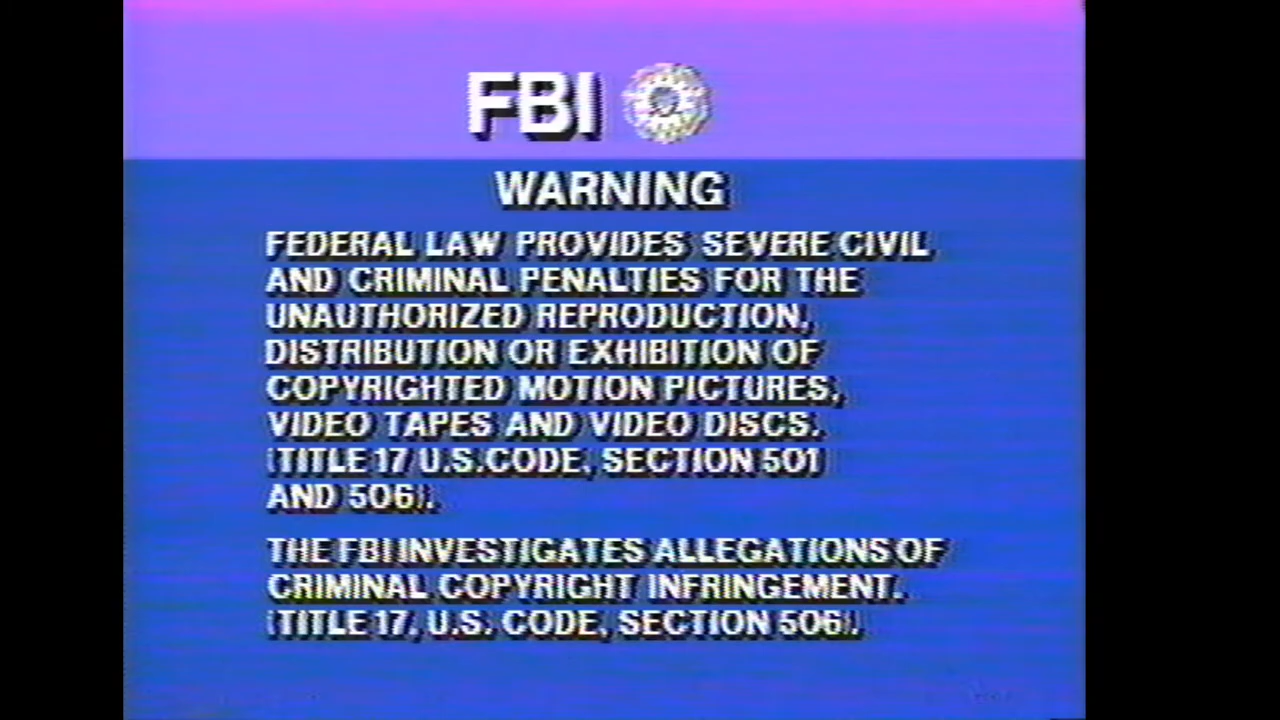 FBI
WARNING
FEDERAL LAW PROVIDES SEVERE CIVIL
AND CRIMINAL PENALTIES FOR THE
UNAUTHORIZED REPRODUCTION,
DISTRIBUTION OR EXHIBITION OF
COPYRIGHTED MOTION PICTURES,
VIDEO TAPES AND VIDEO DISCS.
(TITLE 17 U.S.CODE, SECTION 501
AND 506).
THE FBI INVESTIGATES ALLEGATIONS OF
CRIMINAL COPYRIGHT INFRINGEMENT.
(TITLE 17, U.S. CODE, SECTION 506).